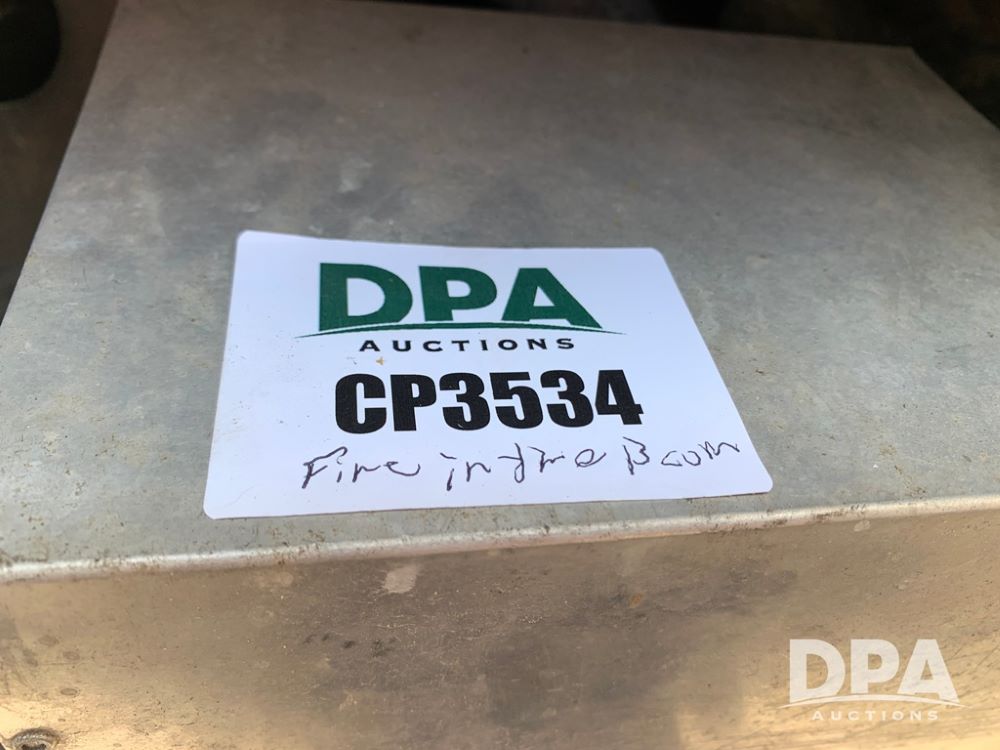 DPA
AUCTIONS
CP3534
Fire in the Boom
DPA
AUCTIONS